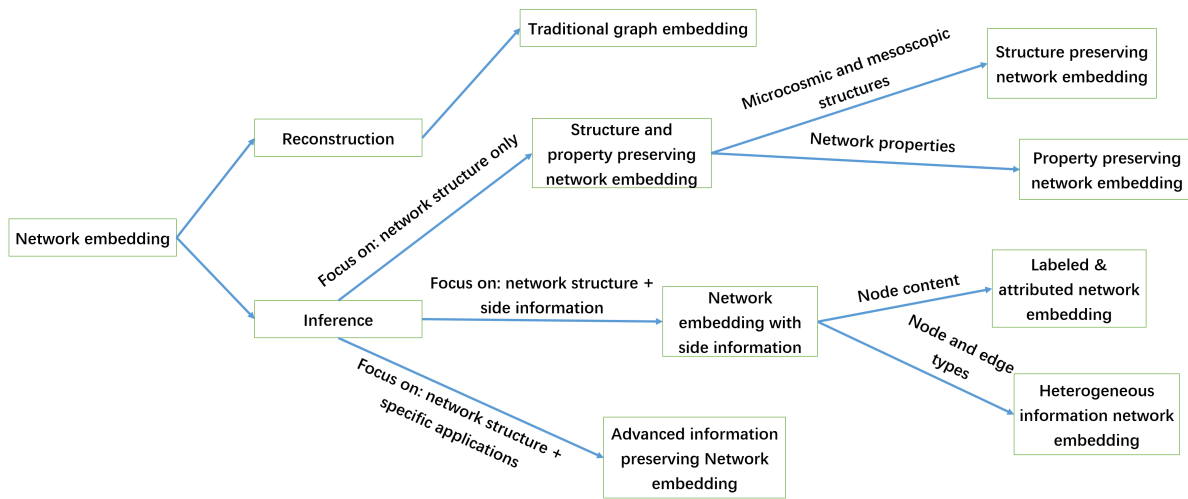 Traditional graph embedding
Microcosmic and mesoscopic
structures
Structure preserving
network embedding
Reconstruction
Structure and
property preserving
network embedding
Network properties
Property preserving
network embedding
Focus on: network structure only
Network embedding
Inference
Focus on: network structure +
side information
Network
embedding with
side information
Node content
Labeled &
attributed network
embedding
Node and edge
types
Heterogeneous
information network
embedding
Focus on: network structure +
specific applications
Advanced information
preserving Network
embedding